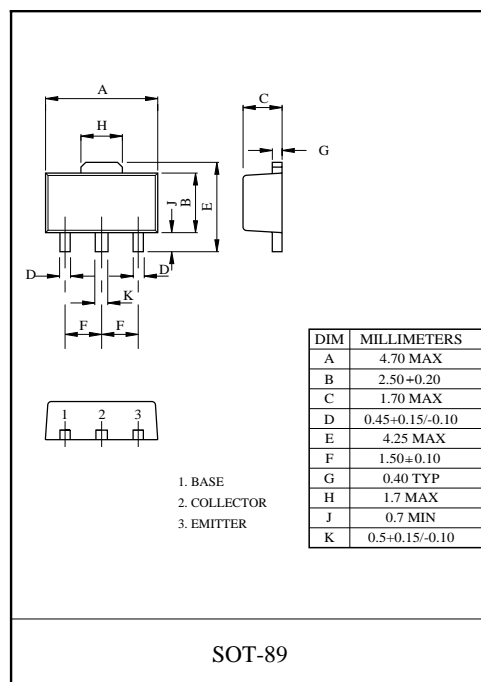 A
H
C
G
J
B
E
D
D
K
F F
1 2 3
1. BASE
2. COLLECTOR
3. EMITTER
DIM MILLIMETERS
A 4.70 MAX
B 2.50±0.20
C 1.70 MAX
D 0.45+0.15/-0.10
E 4.25 MAX
F 1.50±0.10
G 0.40 TYP
H 1.7 MAX
J 0.7 MIN
K 0.5+0.15/-0.10
SOT-89